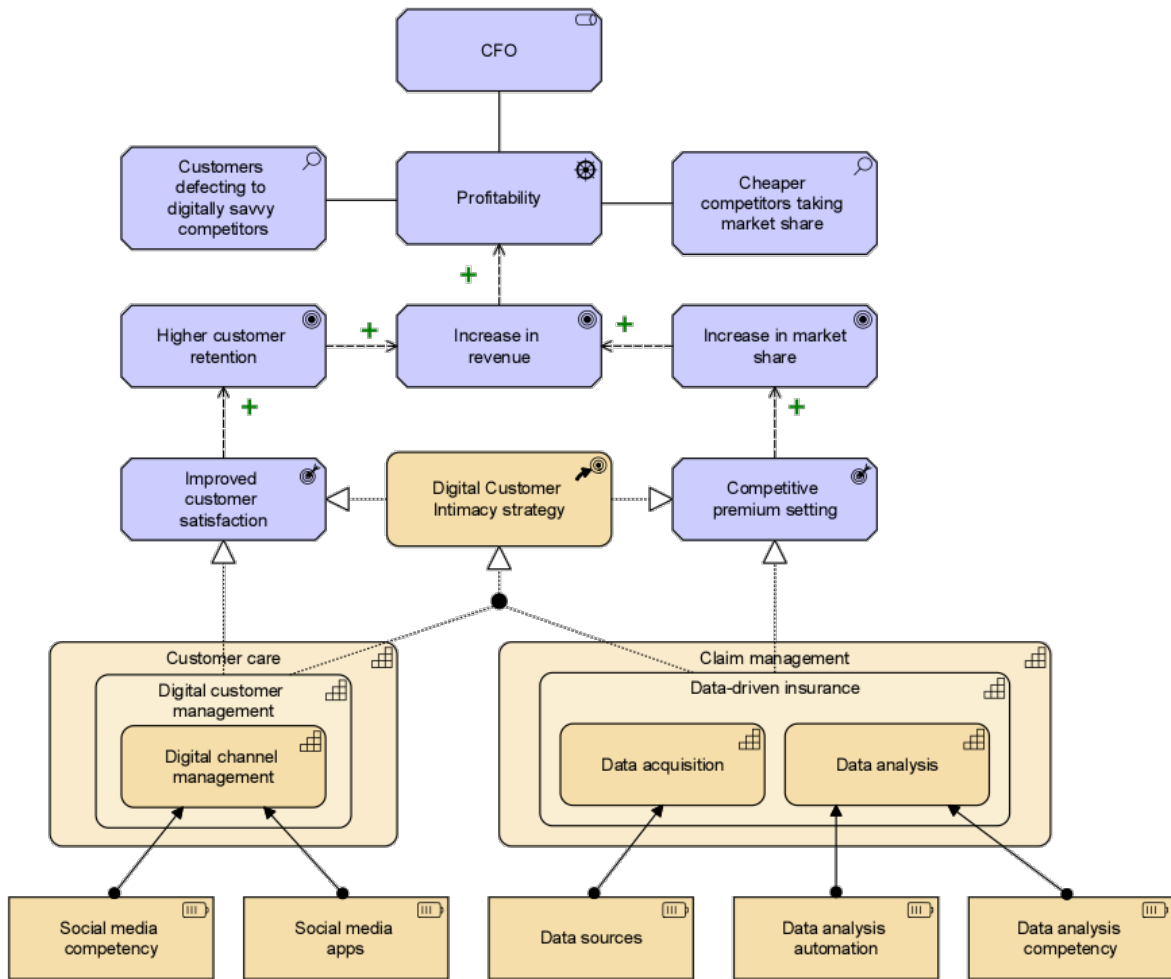 CFO
Customers
defecting to
digitally savvy
competitors
Profitability
Cheaper
competitors taking
market share
+
Higher customer
retention
+
Increase in
revenue
+
Increase in market
share
+
+
Improved
customer
satisfaction
Digital Customer
Intimacy strategy
Competitive
premium setting
Customer care
Digital customer
management
Digital channel
management
Claim management
Data-driven insurance
Data acquisition
Data analysis
Social media
competency
Social media
apps
Data sources
Data analysis
automation
Data analysis
competency